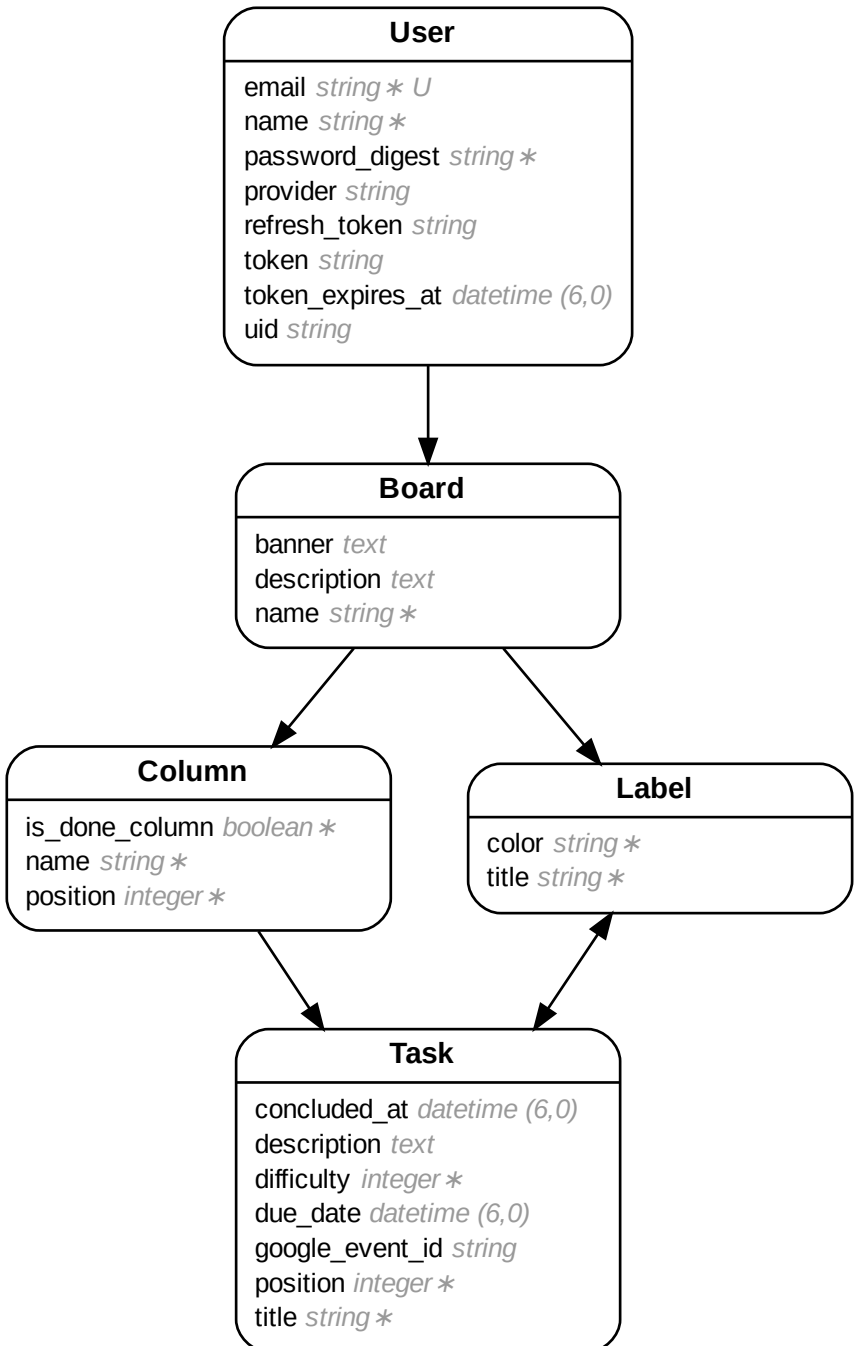 User
email string∗ U
name string∗
password_digest string∗
provider string
refresh_token string
token string
token_expires_at datetime (6,0)
uid string
Board
banner text
description text
name string∗
Column
is_done_column boolean∗
name string∗
position integer∗
Label
color string∗
title string∗
Task
concluded_at datetime (6,0)
description text
difficulty integer∗
due_date datetime (6,0)
google_event_id string
position integer∗
title string∗